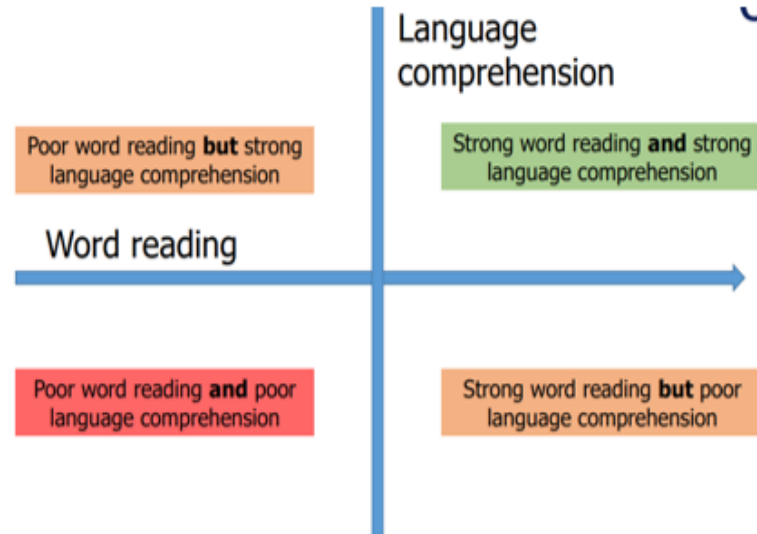 Language
comprehension
Poor word reading but strong
language comprehension
Strong word reading and strong
language comprehension
Word reading
Poor word reading and poor
language comprehension
Strong word reading but poor
language comprehension